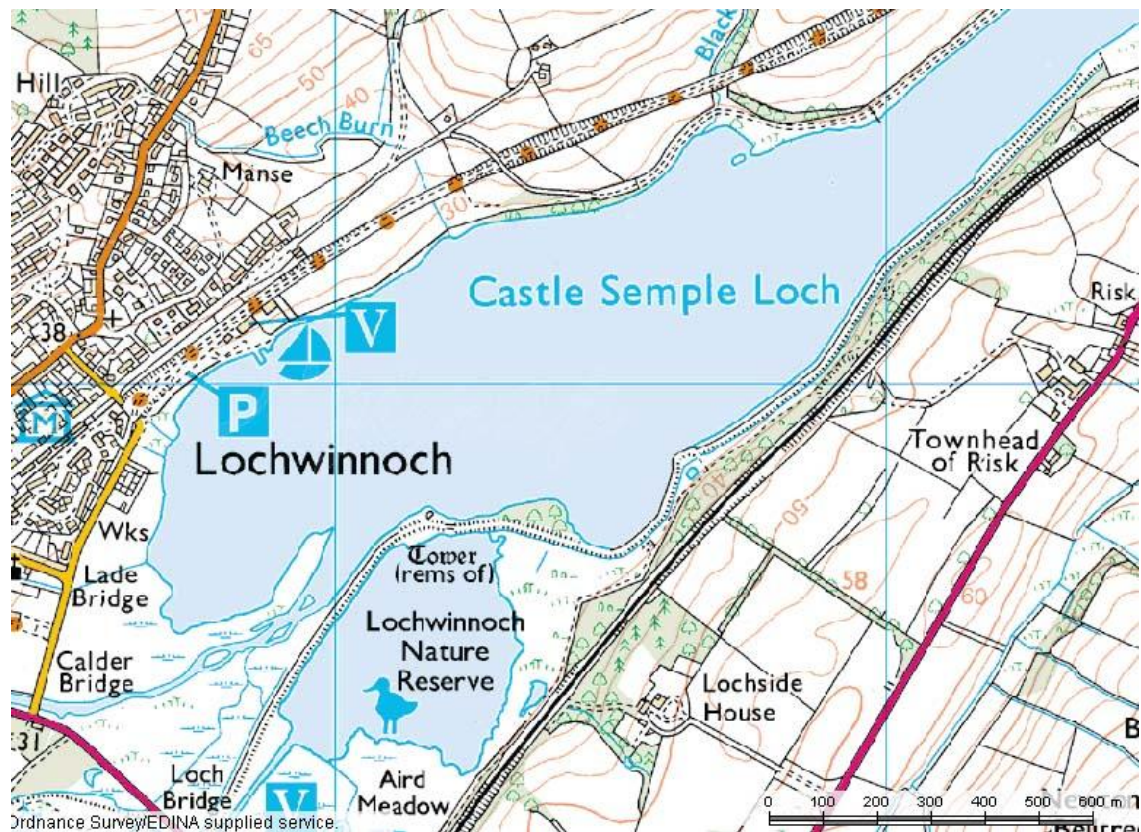 65
Black
Hill
50
40
Beech Burn
Manse
30
Castle Semple Loch
V
Risk
38
P
M
Lochwinnoch
Townhead
of Risk
40
50
Wks
Tower
(rems of)
58
60
Lade
Bridge
Lochwinnoch
Nature
Reserve
Calder
Bridge
Lochside
House
31
B
Loch
Bridge
V
Aird
Meadow
0 100 200 300 400 500 600 m
Ordnance Survey/EDINA supplied service.